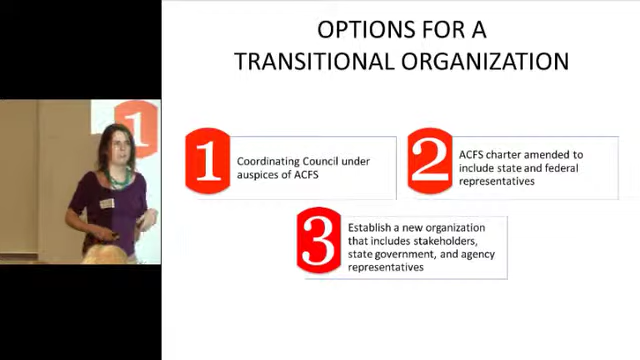 OPTIONS FOR A
TRANSITIONAL ORGANIZATION
1
1
Coordinating Council under
auspices of ACFS
2
ACFS charter amended to
include state and federal
representatives
3
Establish a new organization
that includes stakeholders,
state government, and agency
representatives